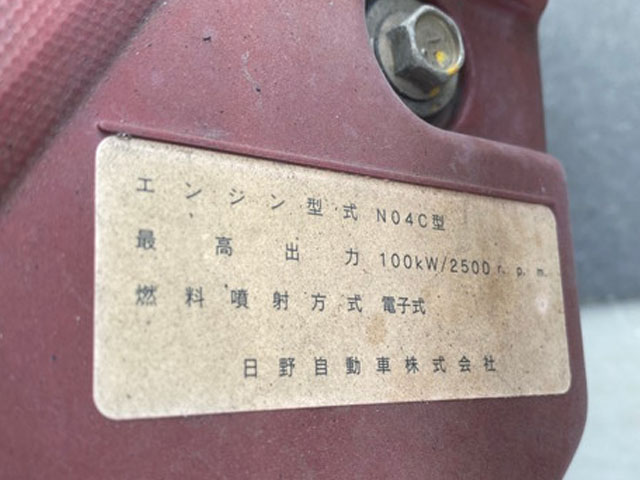 エンジン型式 N04C型
最高出力 100kW/2500 r.p.m.
燃料噴射方式 電子式
日野自動車株式会社